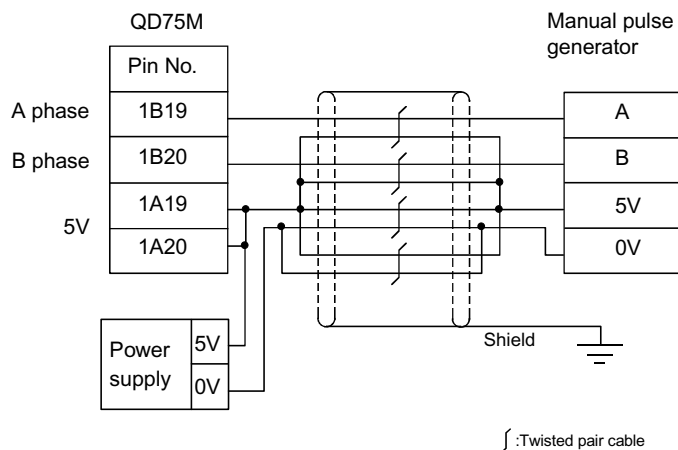 QD75M
Manual pulse
generator
Pin No.
A phase
1B19
A
B phase
1B20
B
5V
1A19
5V
1A20
0V
Power
supply
5V
0V
Shield
:Twisted pair cable